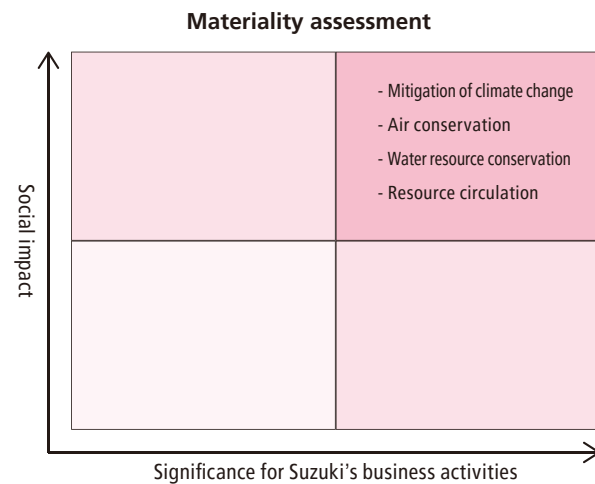 Materiality assessment
- Mitigation of climate change
- Air conservation
- Water resource conservation
- Resource circulation
Social impact
Significance for Suzuki's business activities